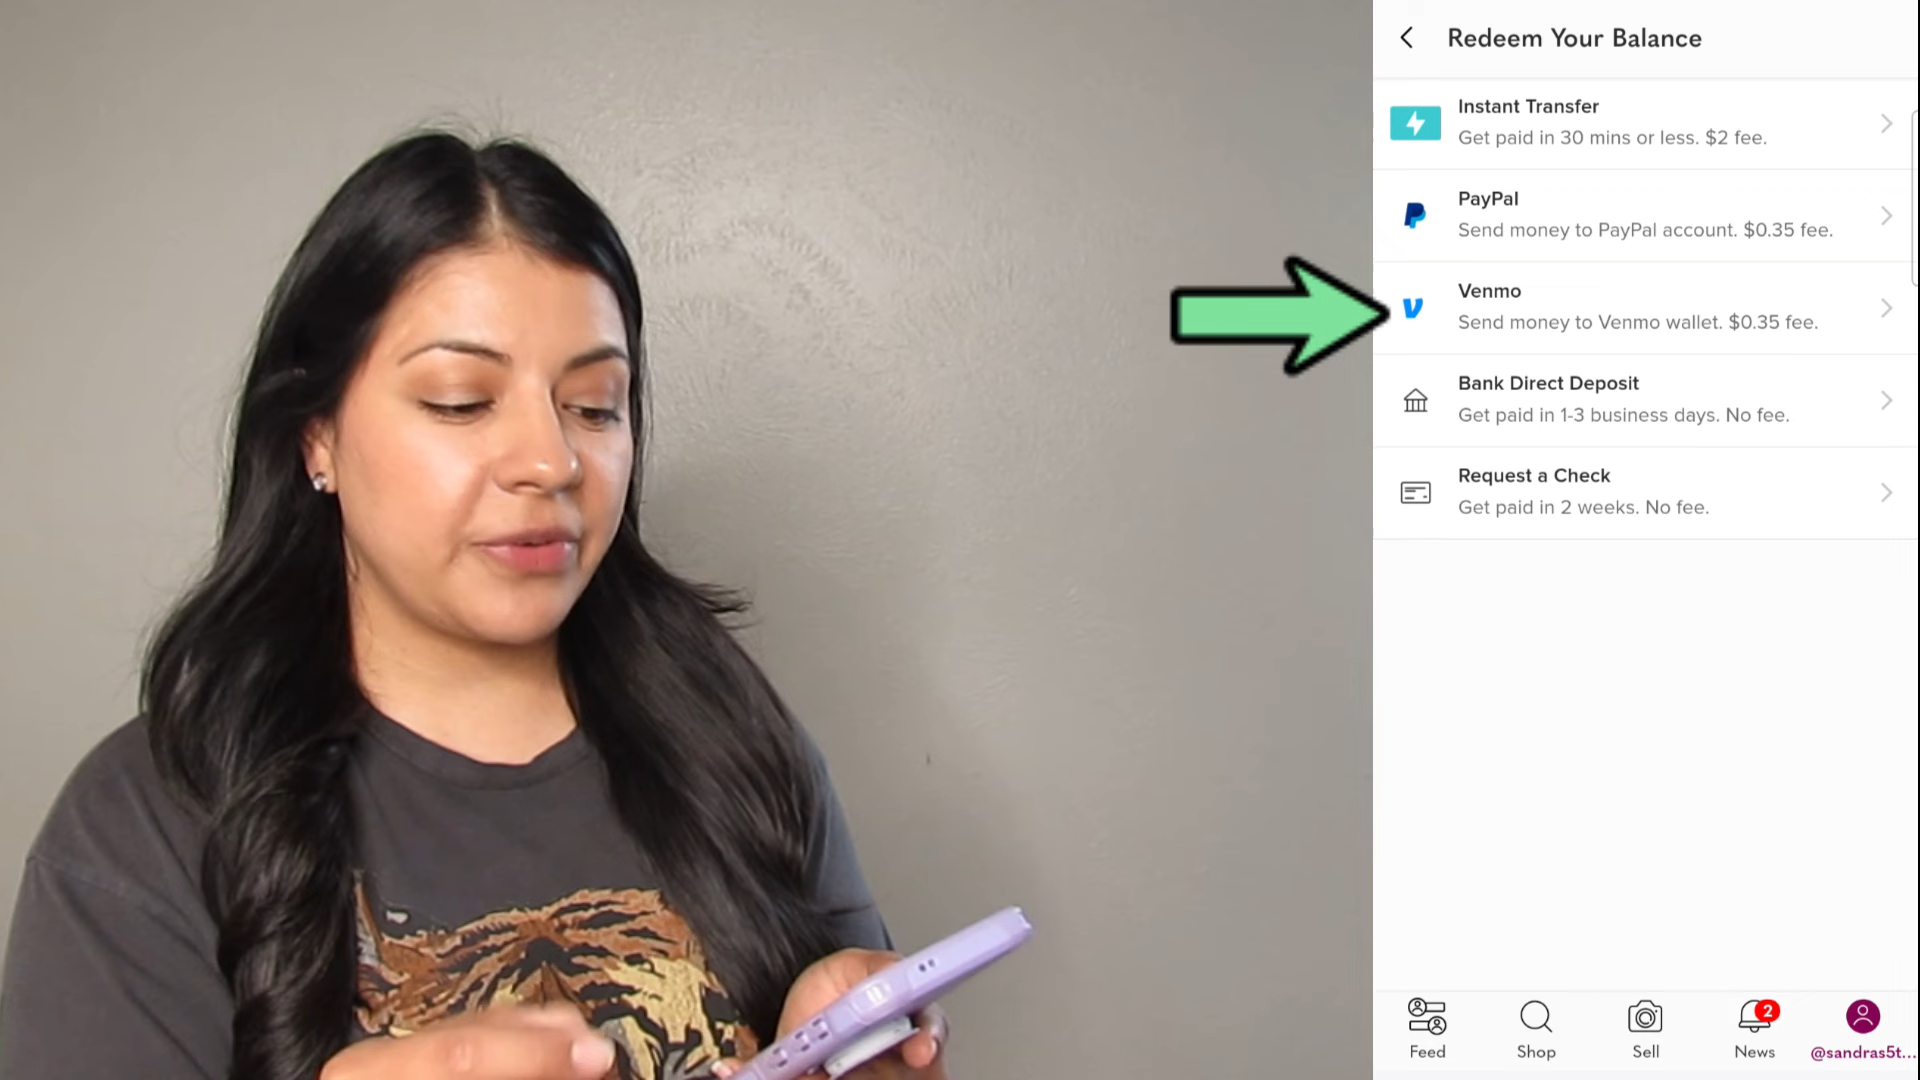 Redeem Your Balance
Instant Transfer
Get paid in 30 mins or less. $2 fee.
PayPal
Send money to PayPal account. $0.35 fee.
Venmo
Send money to Venmo wallet. $0.35 fee.
Bank Direct Deposit
Get paid in 1-3 business days. No fee.
Request a Check
Get paid in 2 weeks. No fee.
2
Feed
Shop
Sell
News
@sandras5t...